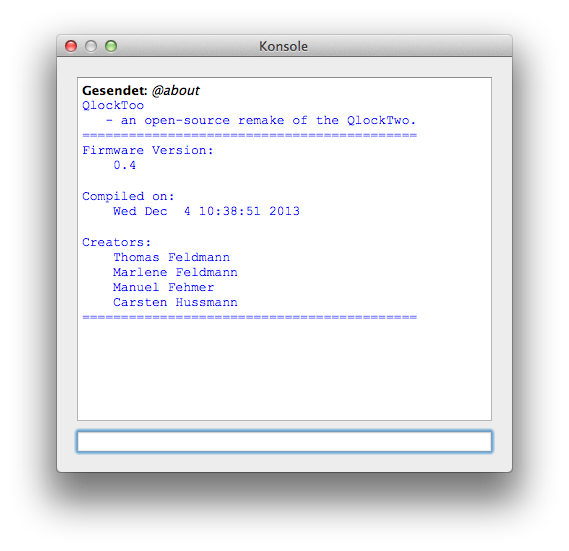 Konsole
Gesendet: @about
QlockToo
   - an open-source remake of the QlockTwo.
===========================================
Firmware Version:
    0.4
Compiled on:
    Wed Dec  4 10:38:51 2013
Creators:
    Thomas Feldmann
    Marlene Feldmann
    Manuel Fehmer
    Carsten Hussmann
===========================================